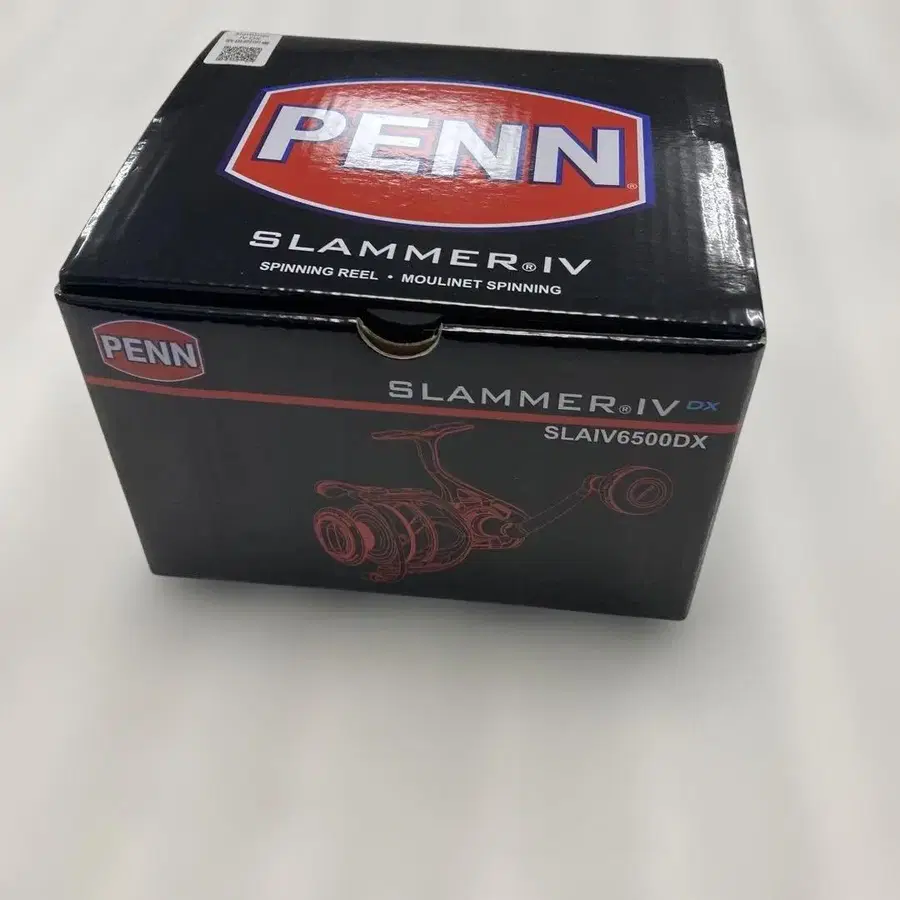 PENN®
SLAMMER®IV
SPINNING REEL • MOULINET SPINNING
PENN
SLAMMER®IV DX
SLAIV6500DX